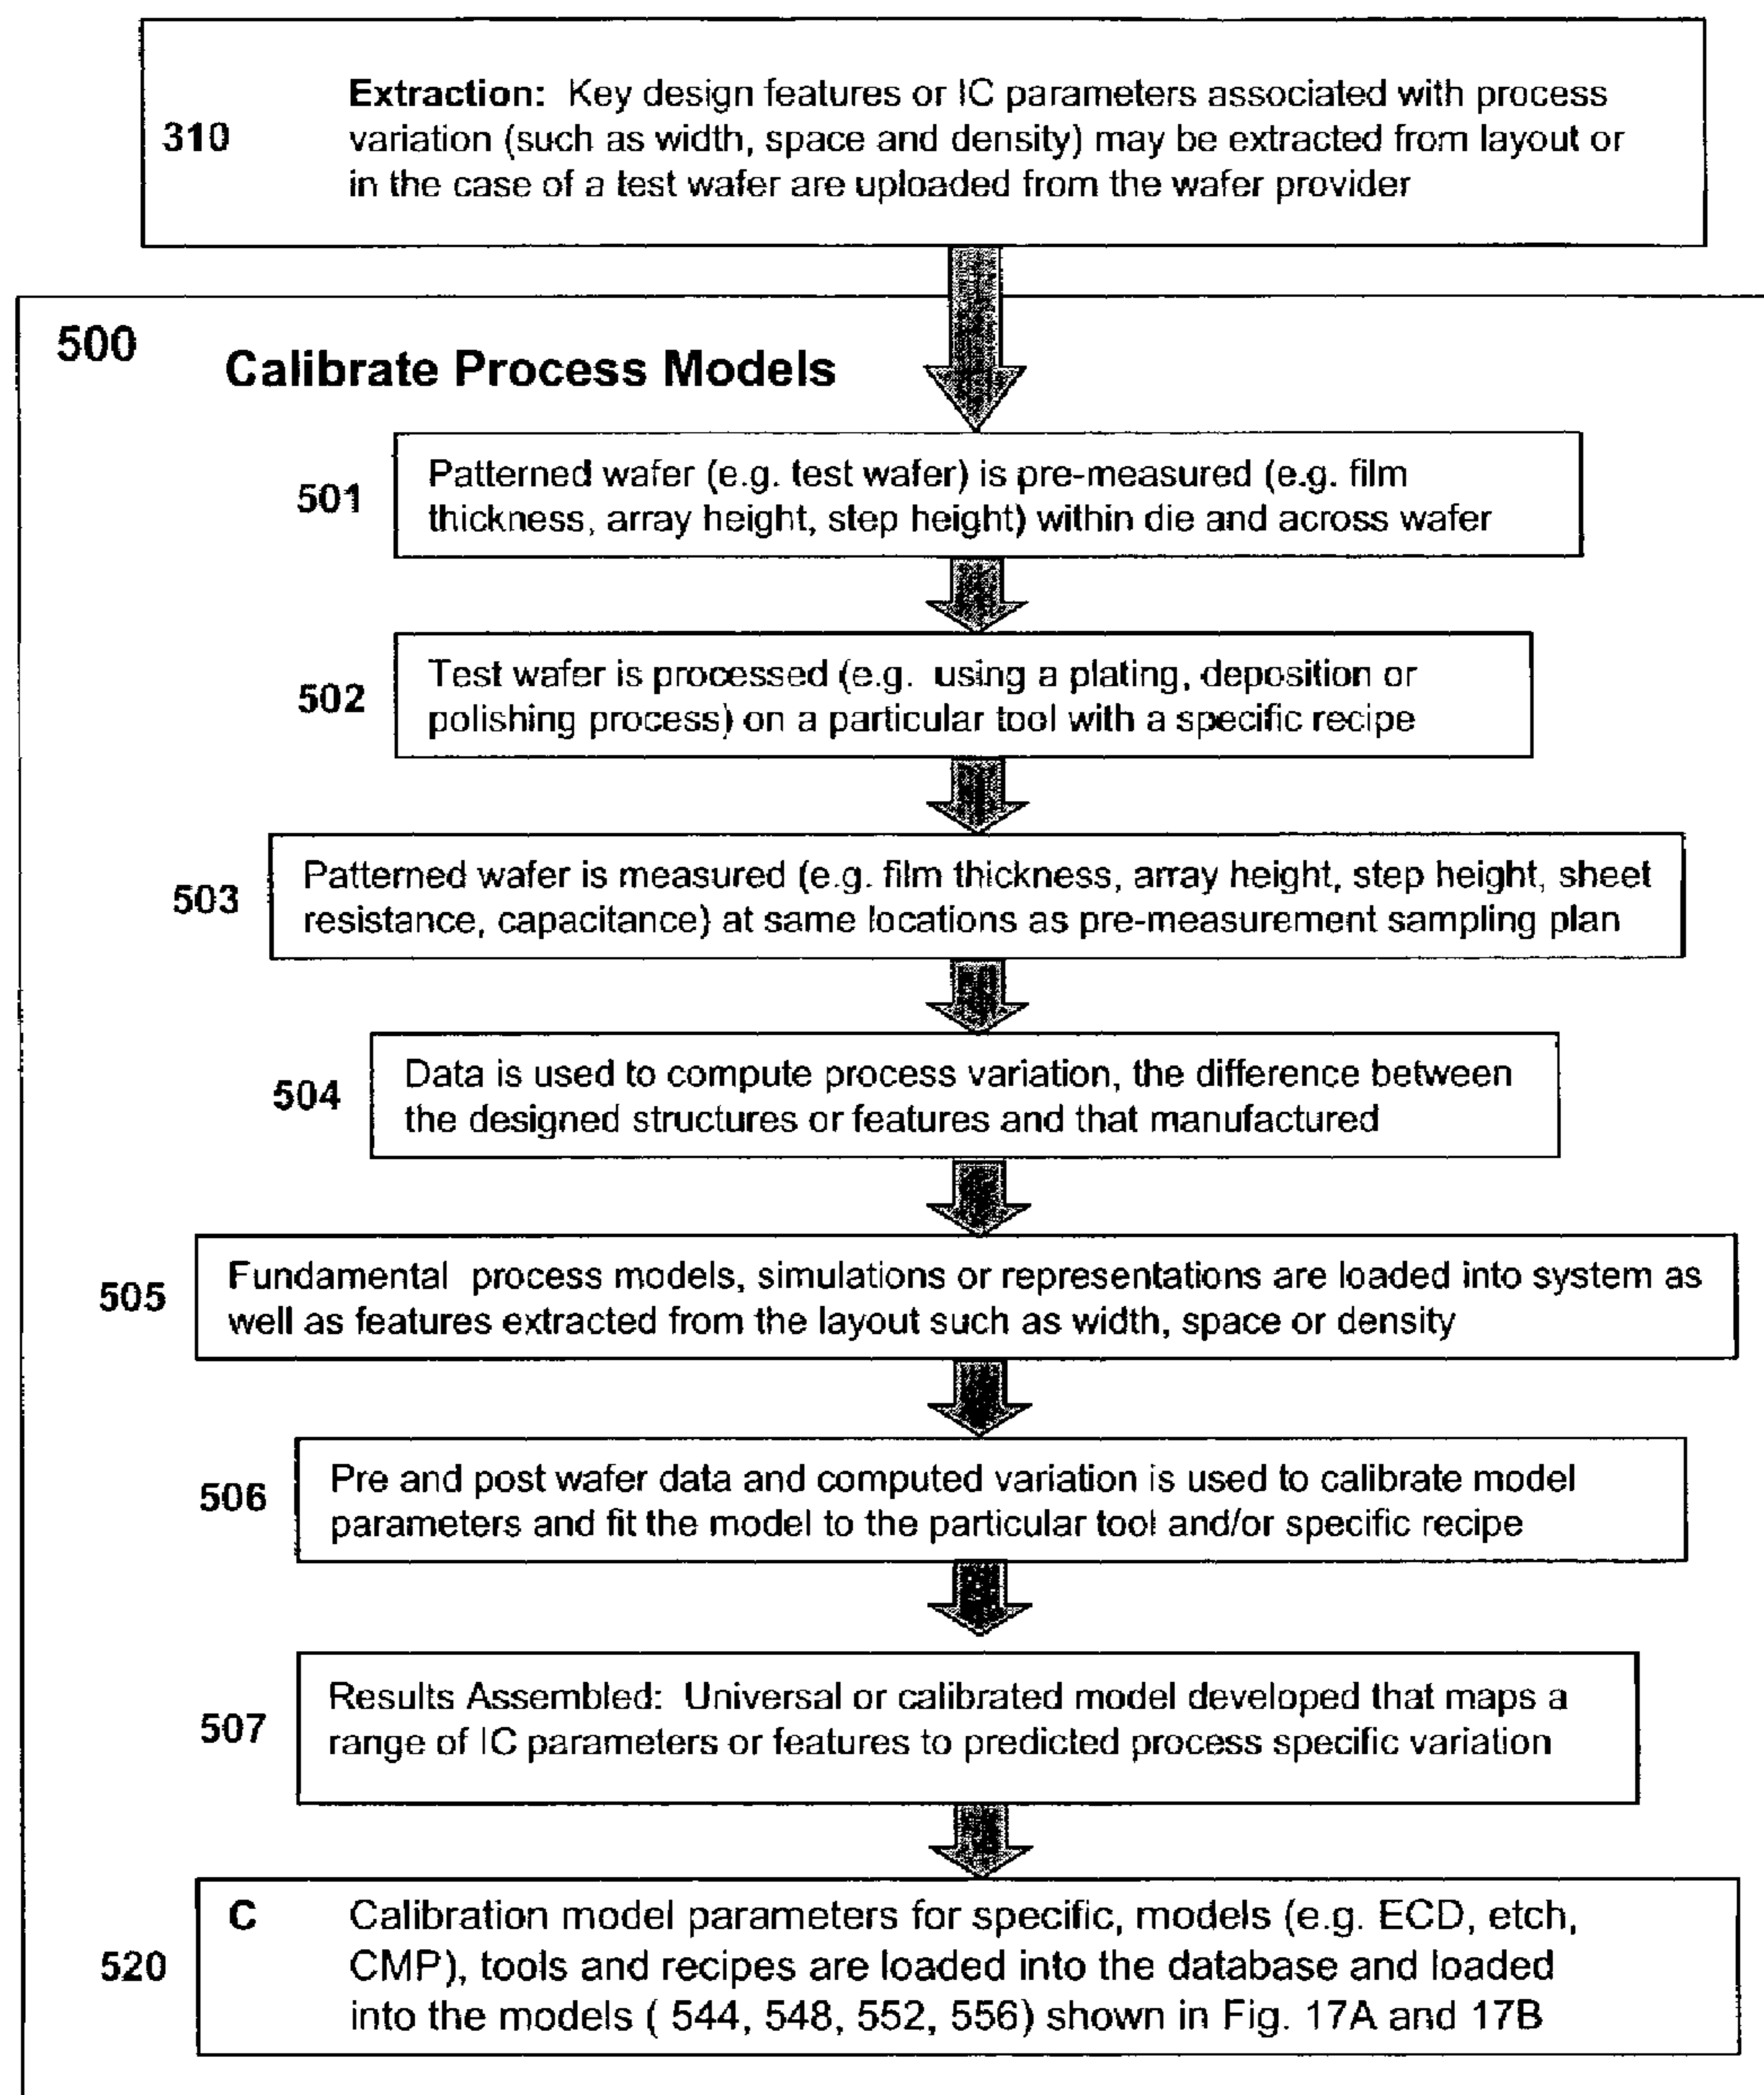 310
Extraction: Key design features or IC parameters associated with process
variation (such as width, space and density) may be extracted from layout or
in the case of a test wafer are uploaded from the wafer provider
500
Calibrate Process Models
501
Patterned wafer (e.g. test wafer) is pre-measured (e.g. film
thickness, array height, step height) within die and across wafer
502
Test wafer is processed (e.g. using a plating, deposition or
polishing process) on a particular tool with a specific recipe
503
Patterned wafer is measured (e.g. film thickness, array height, step height, sheet
resistance, capacitance) at same locations as pre-measurement sampling plan
504
Data is used to compute process variation, the difference between
the designed structures or features and that manufactured
505
Fundamental process models, simulations or representations are loaded into system as
well as features extracted from the layout such as width, space or density
506
Pre and post wafer data and computed variation is used to calibrate model
parameters and fit the model to the particular tool and/or specific recipe
507
Results Assembled: Universal or calibrated model developed that maps a
range of IC parameters or features to predicted process specific variation
520
C Calibration model parameters for specific, models (e.g. ECD, etch,
CMP), tools and recipes are loaded into the database and loaded
into the models ( 544, 548, 552, 556) shown in Fig. 17A and 17B